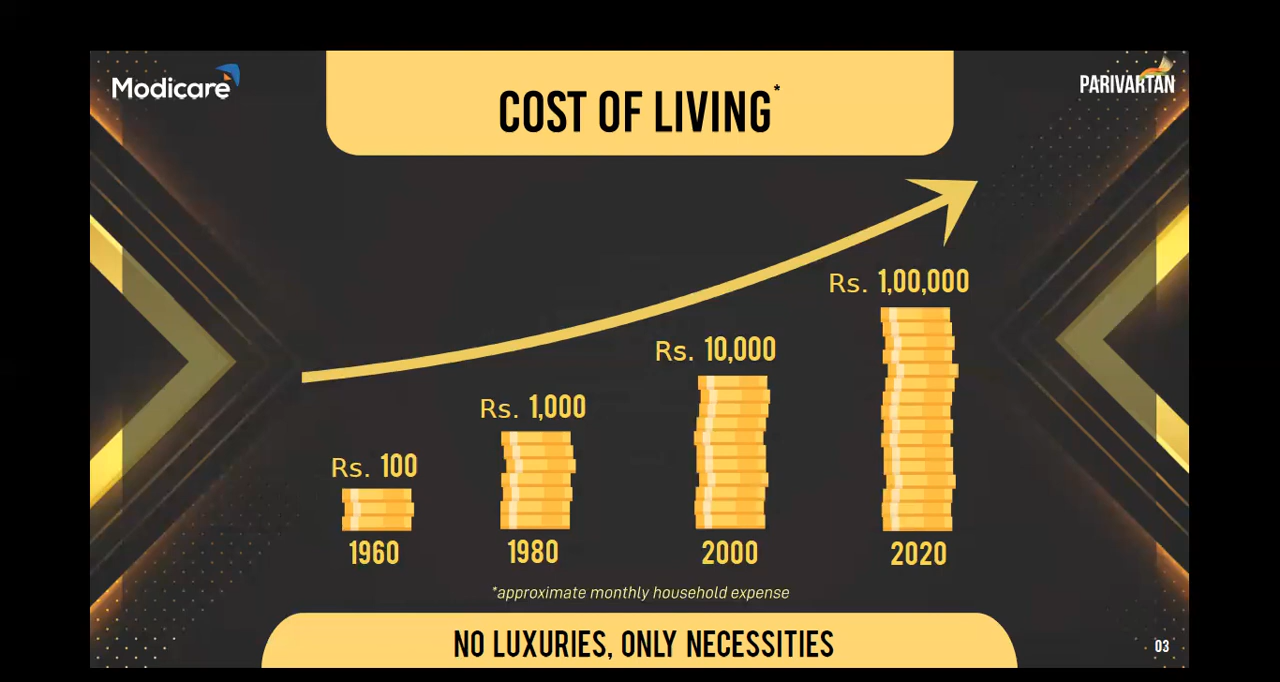 Modicare
PARIVARTAN
COST OF LIVING*
Rs. 1,00,000
Rs. 10,000
Rs. 1,000
Rs. 100
1960
1980
2000
2020
*approximate monthly household expense
NO LUXURIES, ONLY NECESSITIES
03